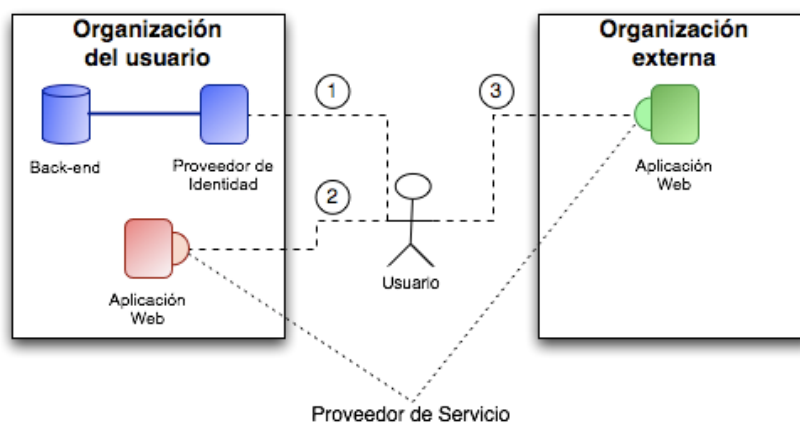 Organización
del usuario
Organización
externa
1
3
Back-end
Proveedor de
Identidad
Aplicación
Web
2
Usuario
Aplicación
Web
Proveedor de Servicio